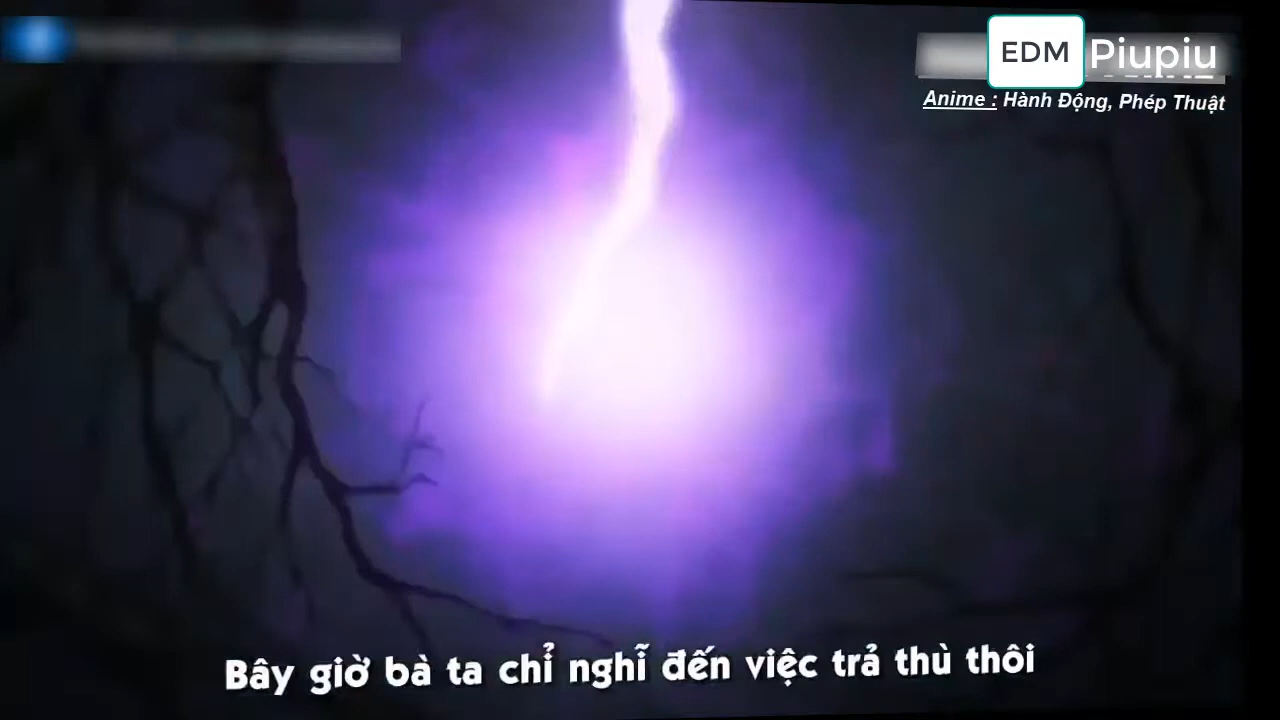 EDM Piupiu
Anime : Hành Động, Phép Thuật
Bây giờ bà ta chỉ nghĩ đến việc trả thù thôi